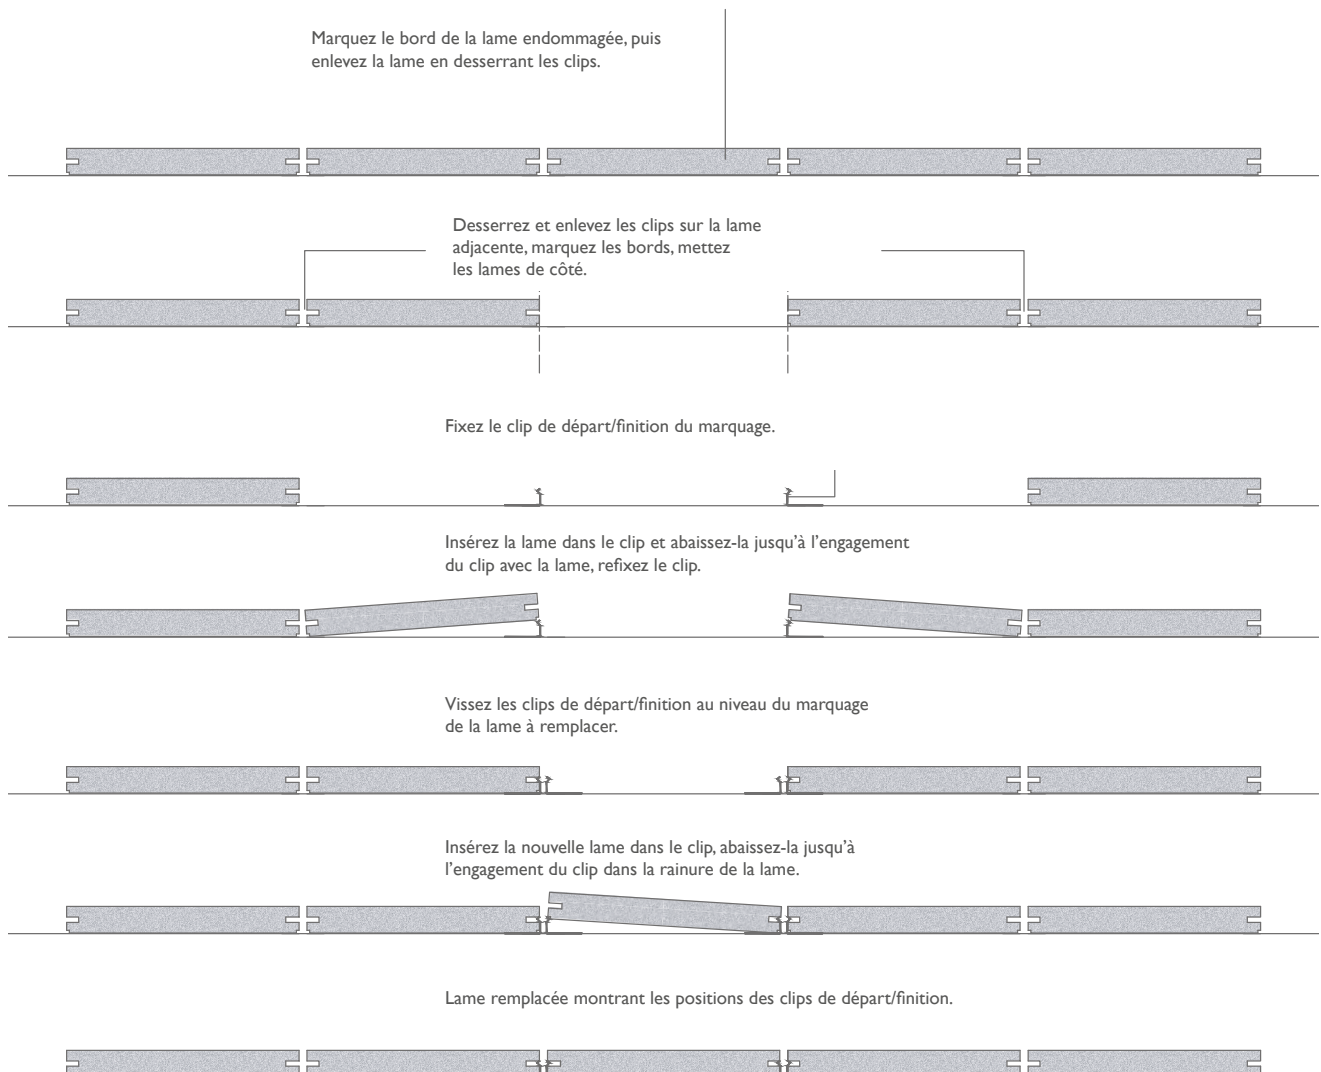 Marquez le bord de la lame endommagée, puis
enlevez la lame en desserrant les clips.
Desserrez et enlevez les clips sur la lame
adjacente, marquez les bords, mettez
les lames de côté.
Fixez le clip de départ/finition du marquage.
Insérez la lame dans le clip et abaissez-la jusqu'à l'engagement
du clip avec la lame, refixez le clip.
Vissez les clips de départ/finition au niveau du marquage
de la lame à remplacer.
Insérez la nouvelle lame dans le clip, abaissez-la jusqu'à
l'engagement du clip dans la rainure de la lame.
Lame remplacée montrant les positions des clips de départ/finition.